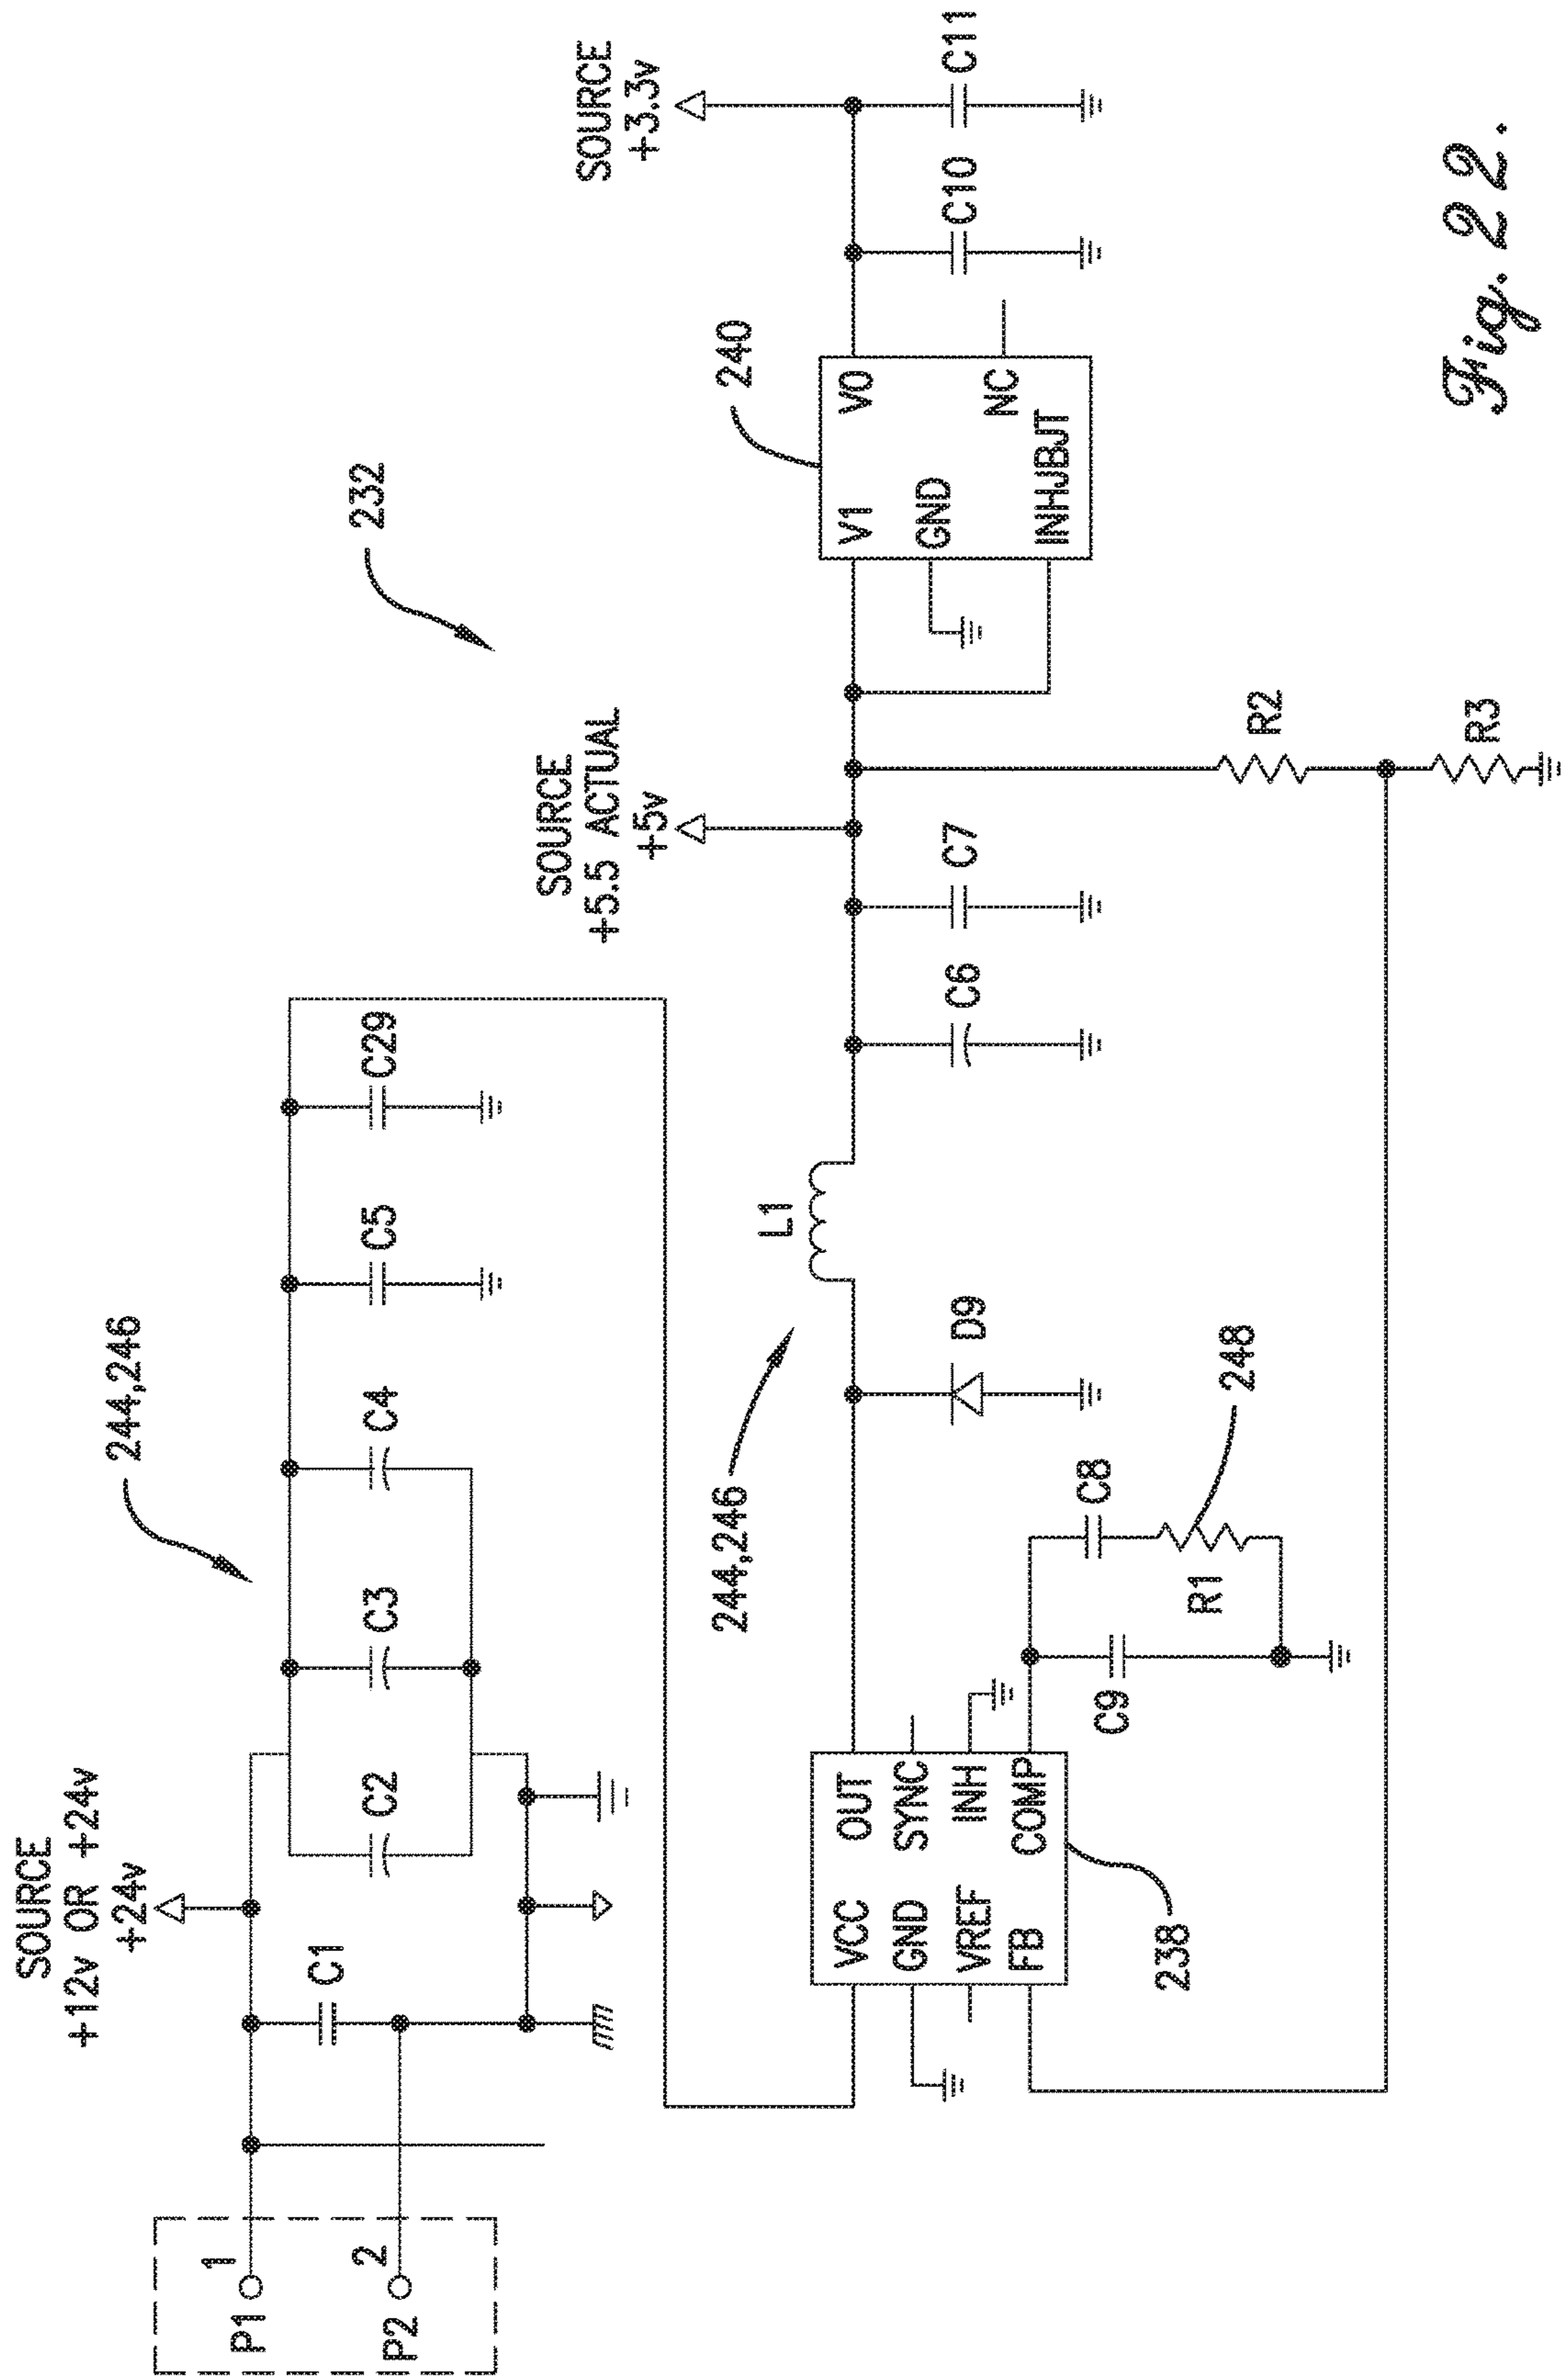 SOURCE
+12v OR +24v
+24v
P1
1
P2
2
C1
C2
C3
C4
C5
C29
244,246
232
SOURCE
+5.5 ACTUAL
+5v
SOURCE
+3.3v
244,246
L1
D9
C6
C7
240
V1
V0
GND
NC
INHJBJT
C10
C11
VCC
OUT
GND
SYNC
VREF
INH
FB
COMP
238
C9
C8
R1
248
R2
R3
Fig. 22.